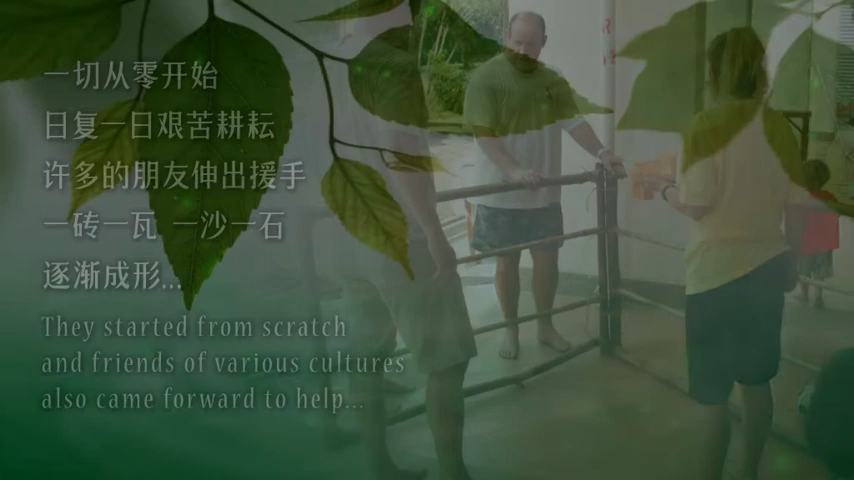 一切从零开始
日复一日艰苦耕耘
许多的朋友伸出援手
一砖一瓦 一沙一石
逐渐成形...
They started from scratch
and friends of various cultures
also came forward to help...